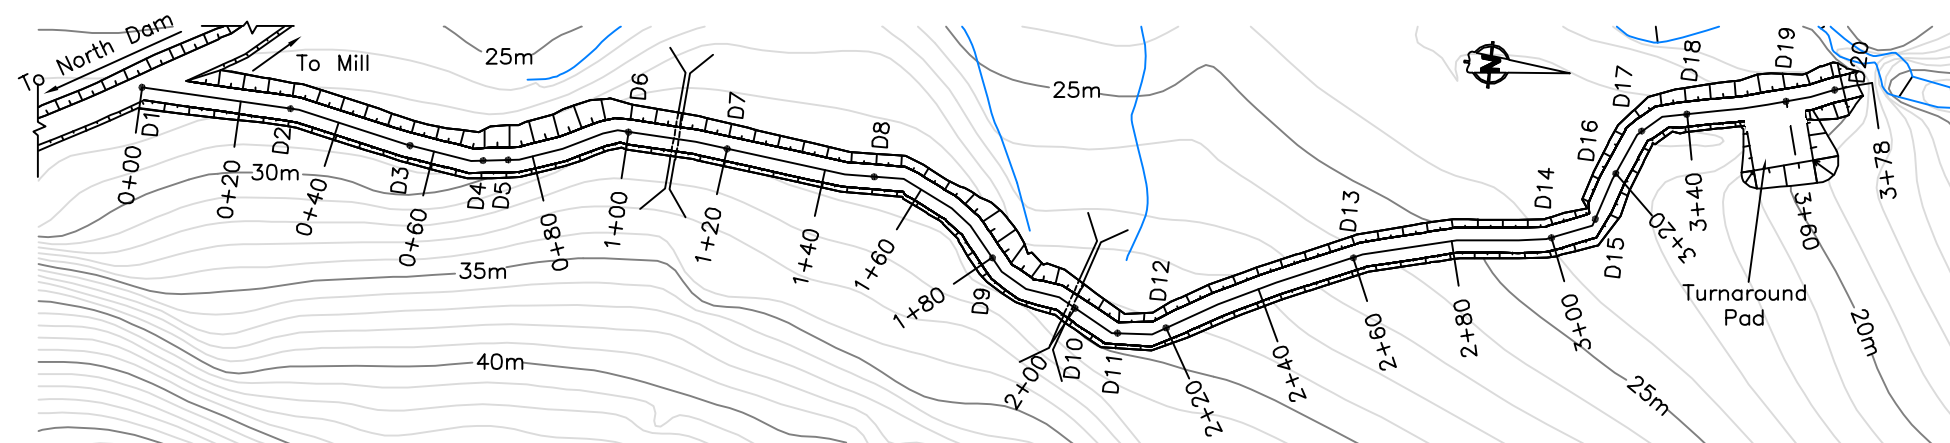 To North Dam
To Mill
25m
D6
D7
D8
25m
N
D17
D18
D19
D20
D1
D2
D3
D4
D5
D16
D14
D13
D15
30m
0+00
0+20
0+40
0+60
0+80
1+00
1+20
1+40
1+60
1+80
D9
D12
3+20
3+40
3+60
3+78
35m
40m
2+00
D10
D11
2+20
2+40
2+60
2+80
3+00
Turnaround
Pad
20m
25m